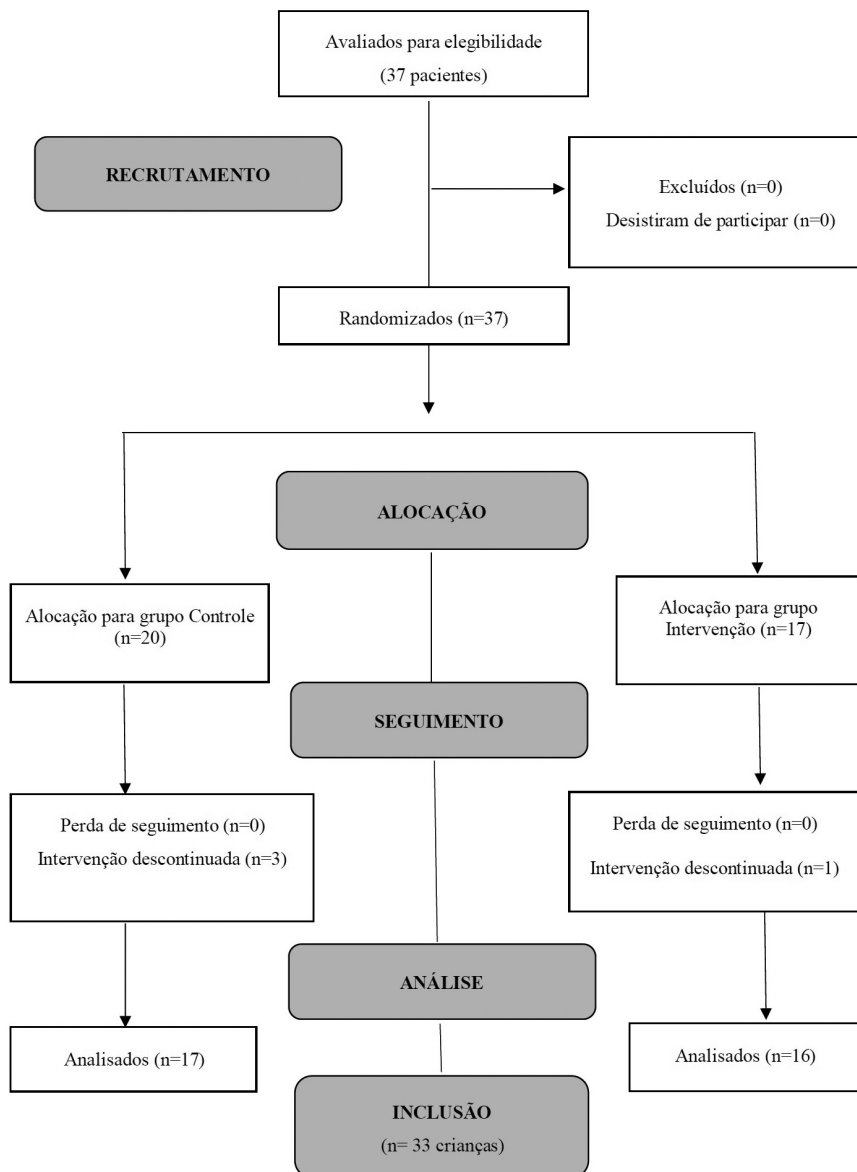 Avaliados para elegibilidade
(37 pacientes)
RECRUTAMENTO
Excluídos (n=0)
Desistiram de participar (n=0)
Randomizados (n=37)
ALOCAÇÃO
Alocação para grupo Controle
(n=20)
Alocação para grupo
Intervenção (n=17)
SEGUIMENTO
Perda de seguimento (n=0)
Intervenção descontinuada (n=3)
Perda de seguimento (n=0)
Intervenção descontinuada (n=1)
ANÁLISE
Analisados (n=17)
Analisados (n=16)
INCLUSÃO
(n= 33 crianças)